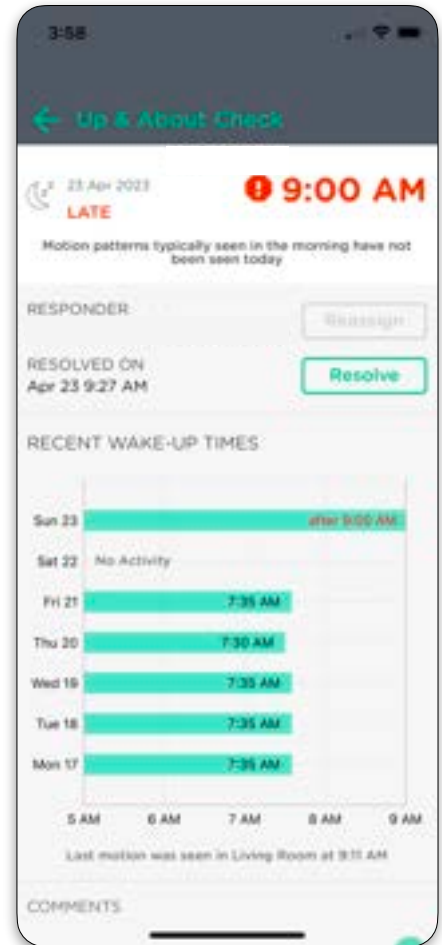 3:58
Up & About Check
23 Apr 2023
9:00 AM
LATE
Motion patterns typically seen in the morning have not
been seen today
RESPONDER
Reassign
RESOLVED ON
Apr 23 9:27 AM
Resolve
RECENT WAKE-UP TIMES
Sun 23 after 9:00 AM
Sat 22 No Activity
Fri 21 7:35 AM
Thu 20 7:30 AM
Wed 19 7:35 AM
Tue 18 7:35 AM
Mon 17 7:35 AM
5 AM 6 AM 7 AM 8 AM 9 AM
Last motion was seen in Living Room at 9:11 AM
COMMENTS